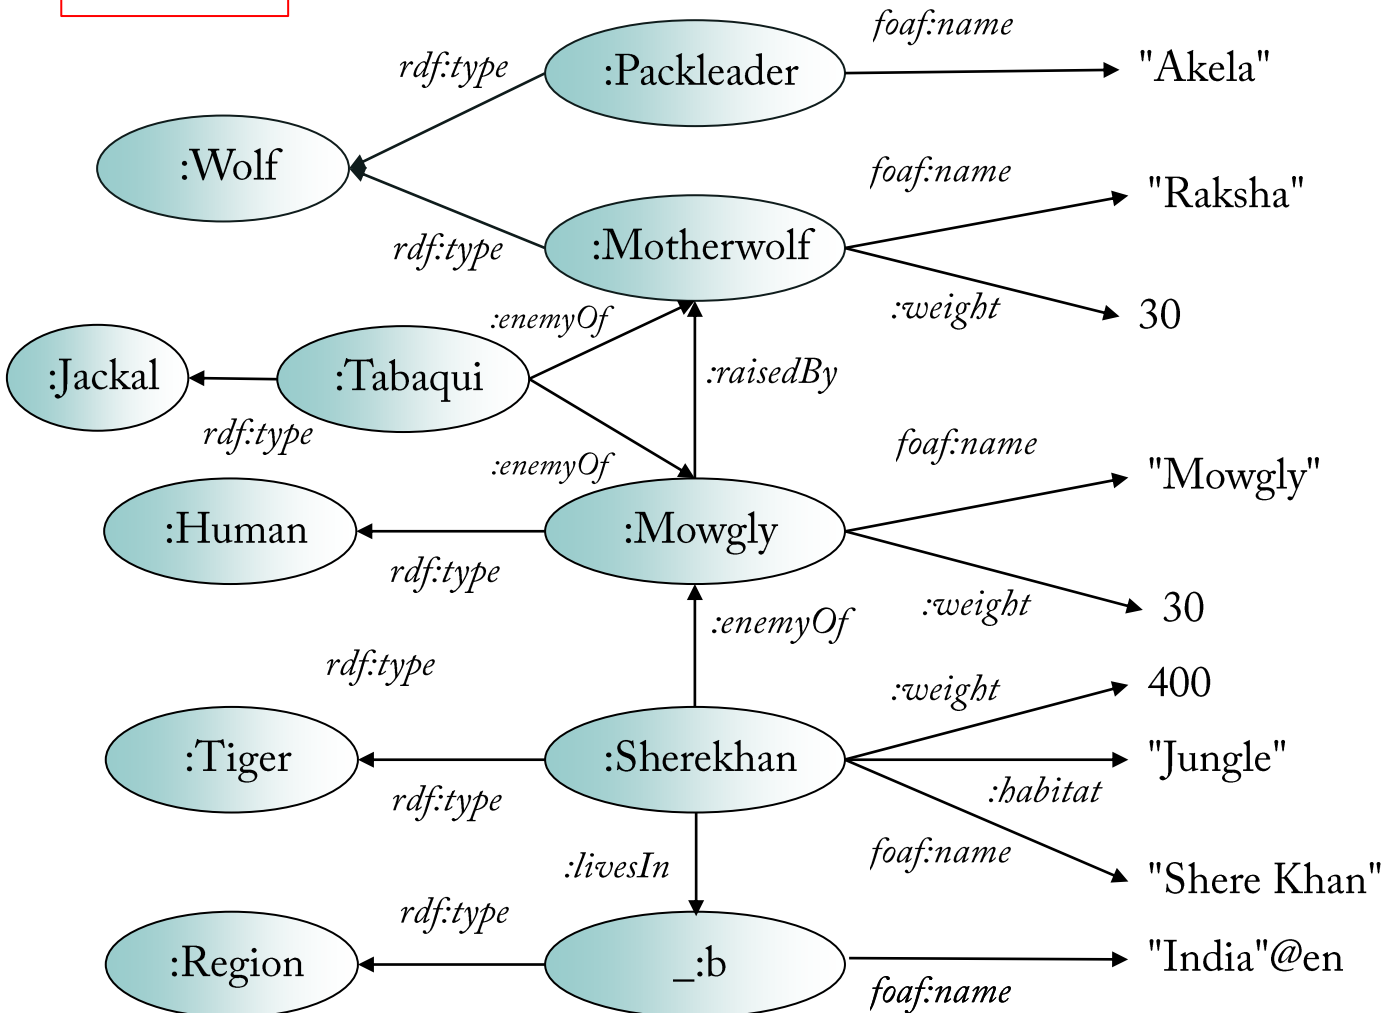 foaf:name
rdf:type
:Packleader
"Akela"
:Wolf
foaf:name
"Raksha"
rdf:type
:Motherwolf
:enemyOf
:weight
30
:Jackal
:Tabaqui
:raisedBy
rdf:type
foaf:name
:enemyOf
"Mowgly"
:Human
:Mowgly
rdf:type
:weight
30
:enemyOf
rdf:type
:weight
400
:Tiger
:Sherekhan
"Jungle"
rdf:type
:habitat
:livesIn
foaf:name
"Shere Khan"
rdf:type
:Region
_:b
"India"@en
foaf:name